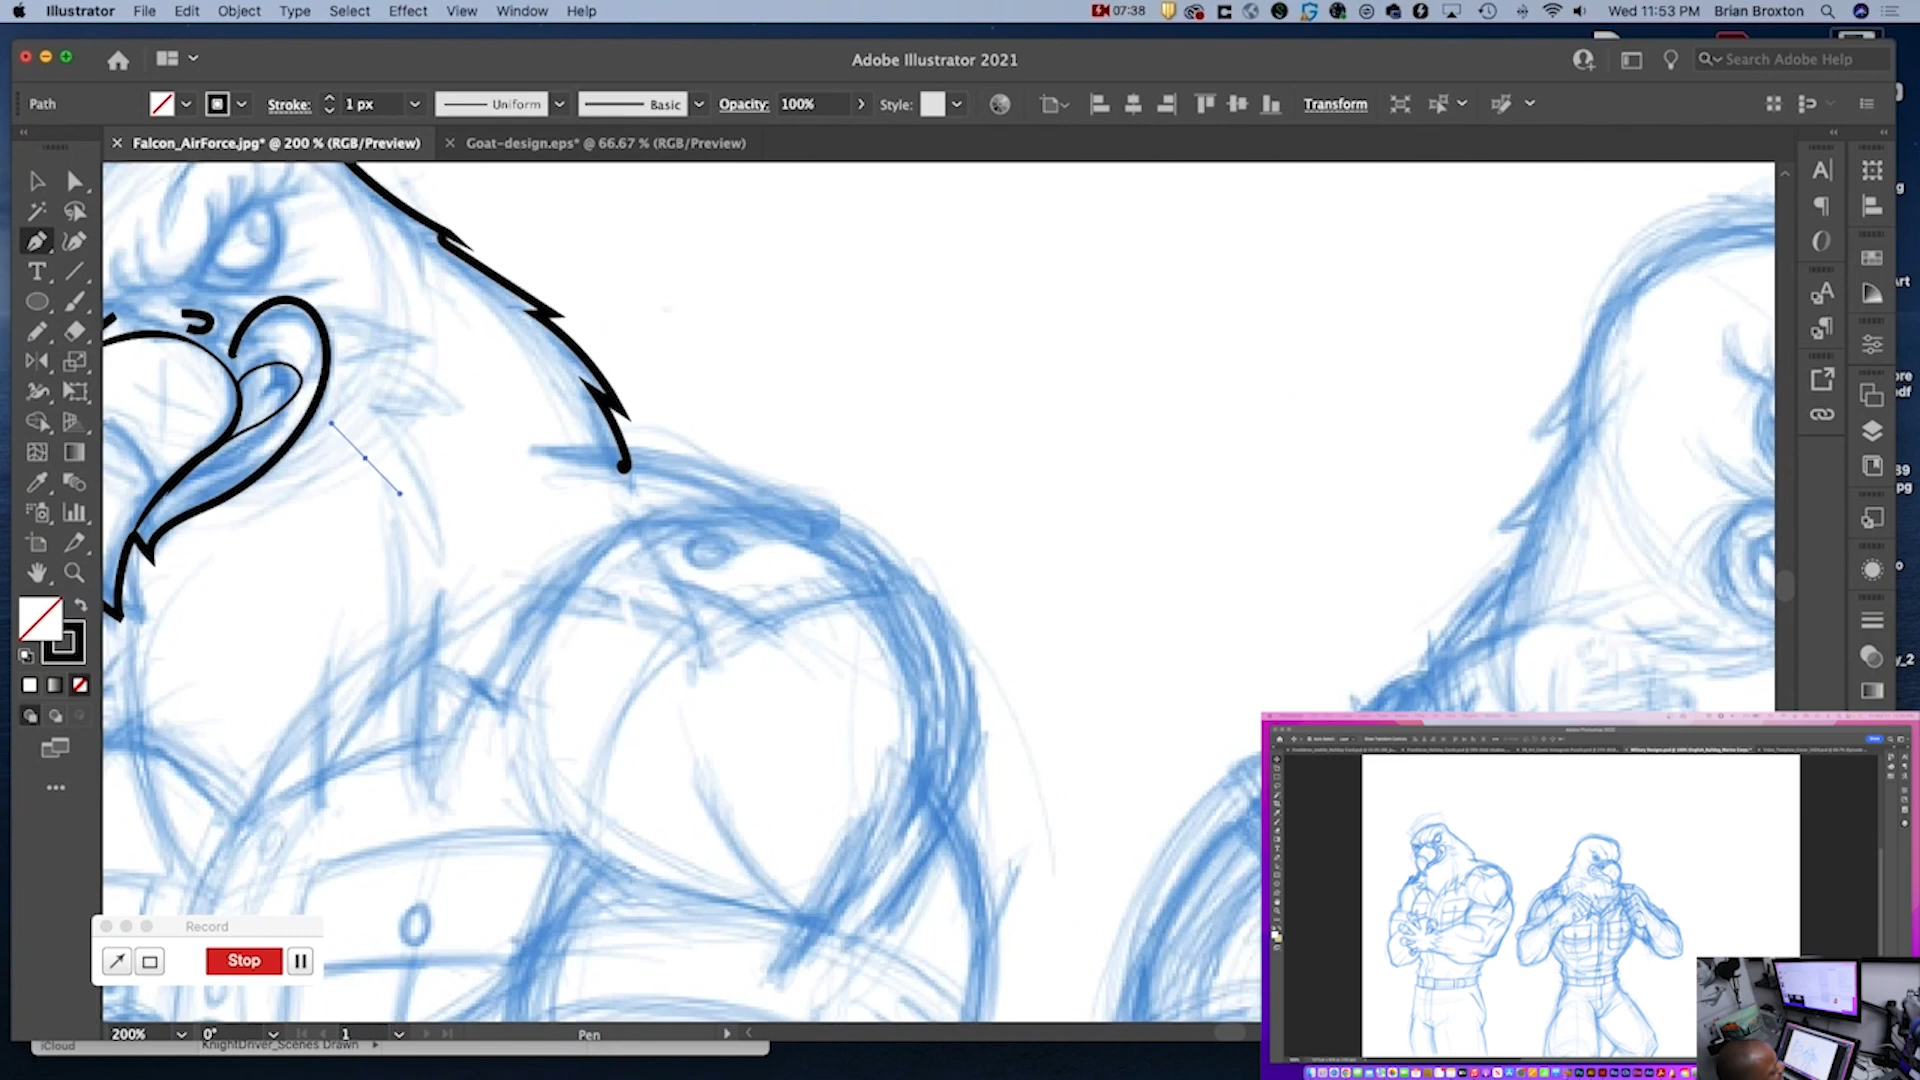 Illustrator File Edit Object Type Select Effect View Window Help 07:38 Wed 11:53 PM Brian Broxton
Adobe Illustrator 2021 Search Adobe Help
Path Stroke: 1 px Uniform Basic Opacity: 100% Style: Transform
Falcon_AirForce.jpg* @ 200 % (RGB/Preview) Goat-design.eps* @ 66.67 % (RGB/Preview)
Record
Stop
200% 0° 1 Pen
iCloud KnightDriver_Scenes Drawn